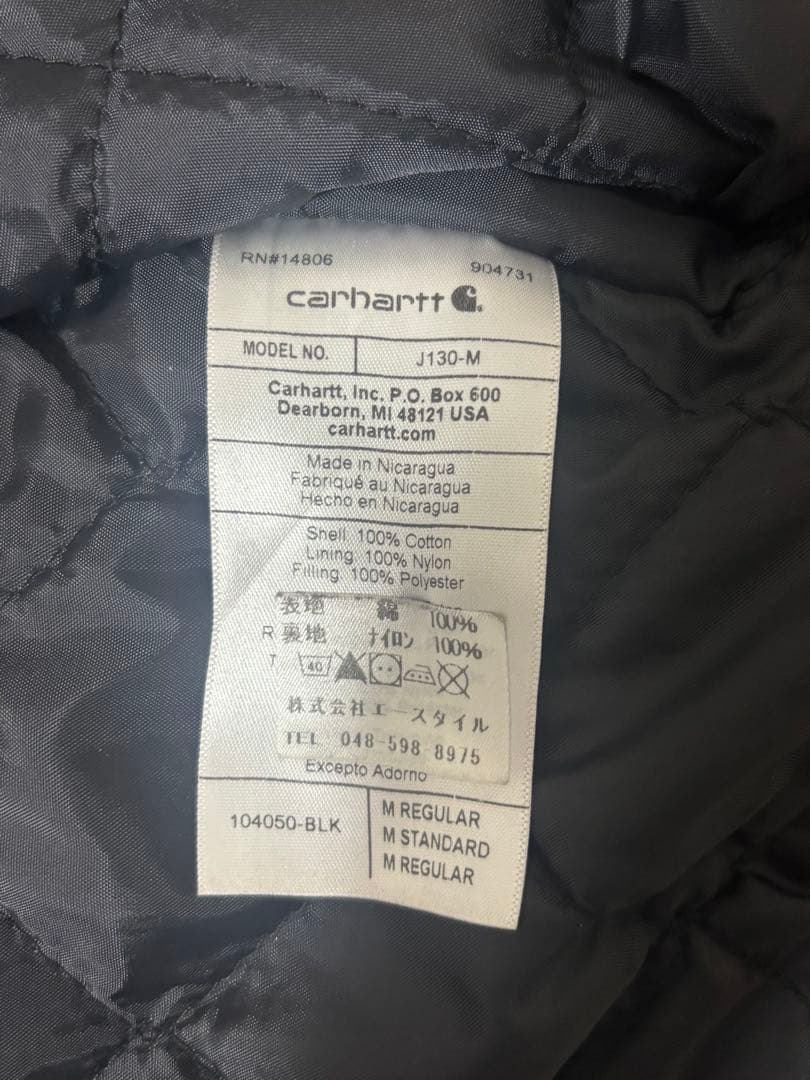 RN#14806 904731
carhartt
MODEL NO. J130-M
Carhartt, Inc. P.O. Box 600
Dearborn, MI 48121 USA
carhartt.com
Made in Nicaragua
Fabriqué au Nicaragua
Hecho en Nicaragua
Shell 100% Cotton
Lining: 100% Nylon
Filling: 100% Polyester
表地 綿 100%
R 裏地 ナイロン 100%
T 40
株式会社エースタイル
TEL 048-598-8975
Excepto Adorno
104050-BLK
M REGULAR
M STANDARD
M REGULAR